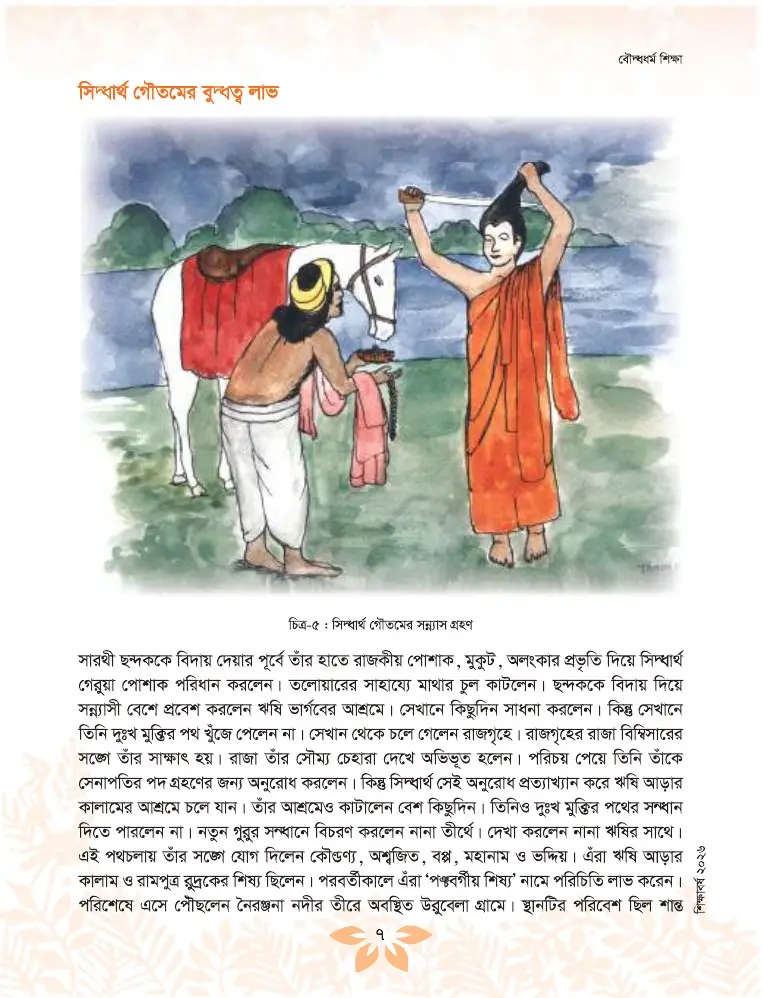 বৌদ্ধধর্ম শিক্ষা
সিদ্ধার্থ গৌতমের বুদ্ধত্ব লাভ
চিত্র-৫ : সিদ্ধার্থ গৌতমের সন্ন্যাস গ্রহণ
সারথী ছন্দককে বিদায় দেয়ার পূর্বে তাঁর হাতে রাজকীয় পোশাক, মুকুট, অলংকার প্রভৃতি দিয়ে সিদ্ধার্থ
গেরুয়া পোশাক পরিধান করলেন। তলোয়ারের সাহায্যে মাথার চুল কাটলেন। ছন্দককে বিদায় দিয়ে
সন্ন্যাসী বেশে প্রবেশ করলেন ঋষি ভার্গবের আশ্রমে। সেখানে কিছুদিন সাধনা করলেন। কিন্তু সেখানে
তিনি দুঃখ মুক্তির পথ খুঁজে পেলেন না। সেখান থেকে চলে গেলেন রাজগৃহে। রাজগৃহের রাজা বিম্বিসারের
সঙ্গে তাঁর সাক্ষাৎ হয়। রাজা তাঁর সৌম্য চেহারা দেখে অভিভূত হলেন। পরিচয় পেয়ে তিনি তাঁকে
সেনাপতির পদ গ্রহণের জন্য অনুরোধ করলেন। কিন্তু সিদ্ধার্থ সেই অনুরোধ প্রত্যাখ্যান করে ঋষি আড়ার
কালামের আশ্রমে চলে যান। তাঁর আশ্রমেও কাটালেন বেশ কিছুদিন। তিনিও দুঃখ মুক্তির পথের সন্ধান
দিতে পারলেন না। নতুন গুরুর সন্ধানে বিচরণ করলেন নানা তীর্থে। দেখা করলেন নানা ঋষির সাথে।
এই পথচলায় তাঁর সঙ্গে যোগ দিলেন কৌণ্ডণ্য, অশ্বজিত, বপ্প, মহানাম ও ভদ্দিয়। এঁরা ঋষি আড়ার
কালাম ও রামপুত্র রুদ্রকের শিষ্য ছিলেন। পরবর্তীকালে এঁরা ‘পঞ্চবর্গীয় শিষ্য’ নামে পরিচিতি লাভ করেন।
পরিশেষে এসে পৌঁছলেন নৈরঞ্জনা নদীর তীরে অবস্থিত উরুবেলা গ্রামে। স্থানটির পরিবেশ ছিল শান্ত
শিক্ষাবর্ষ ২০২৬
৭